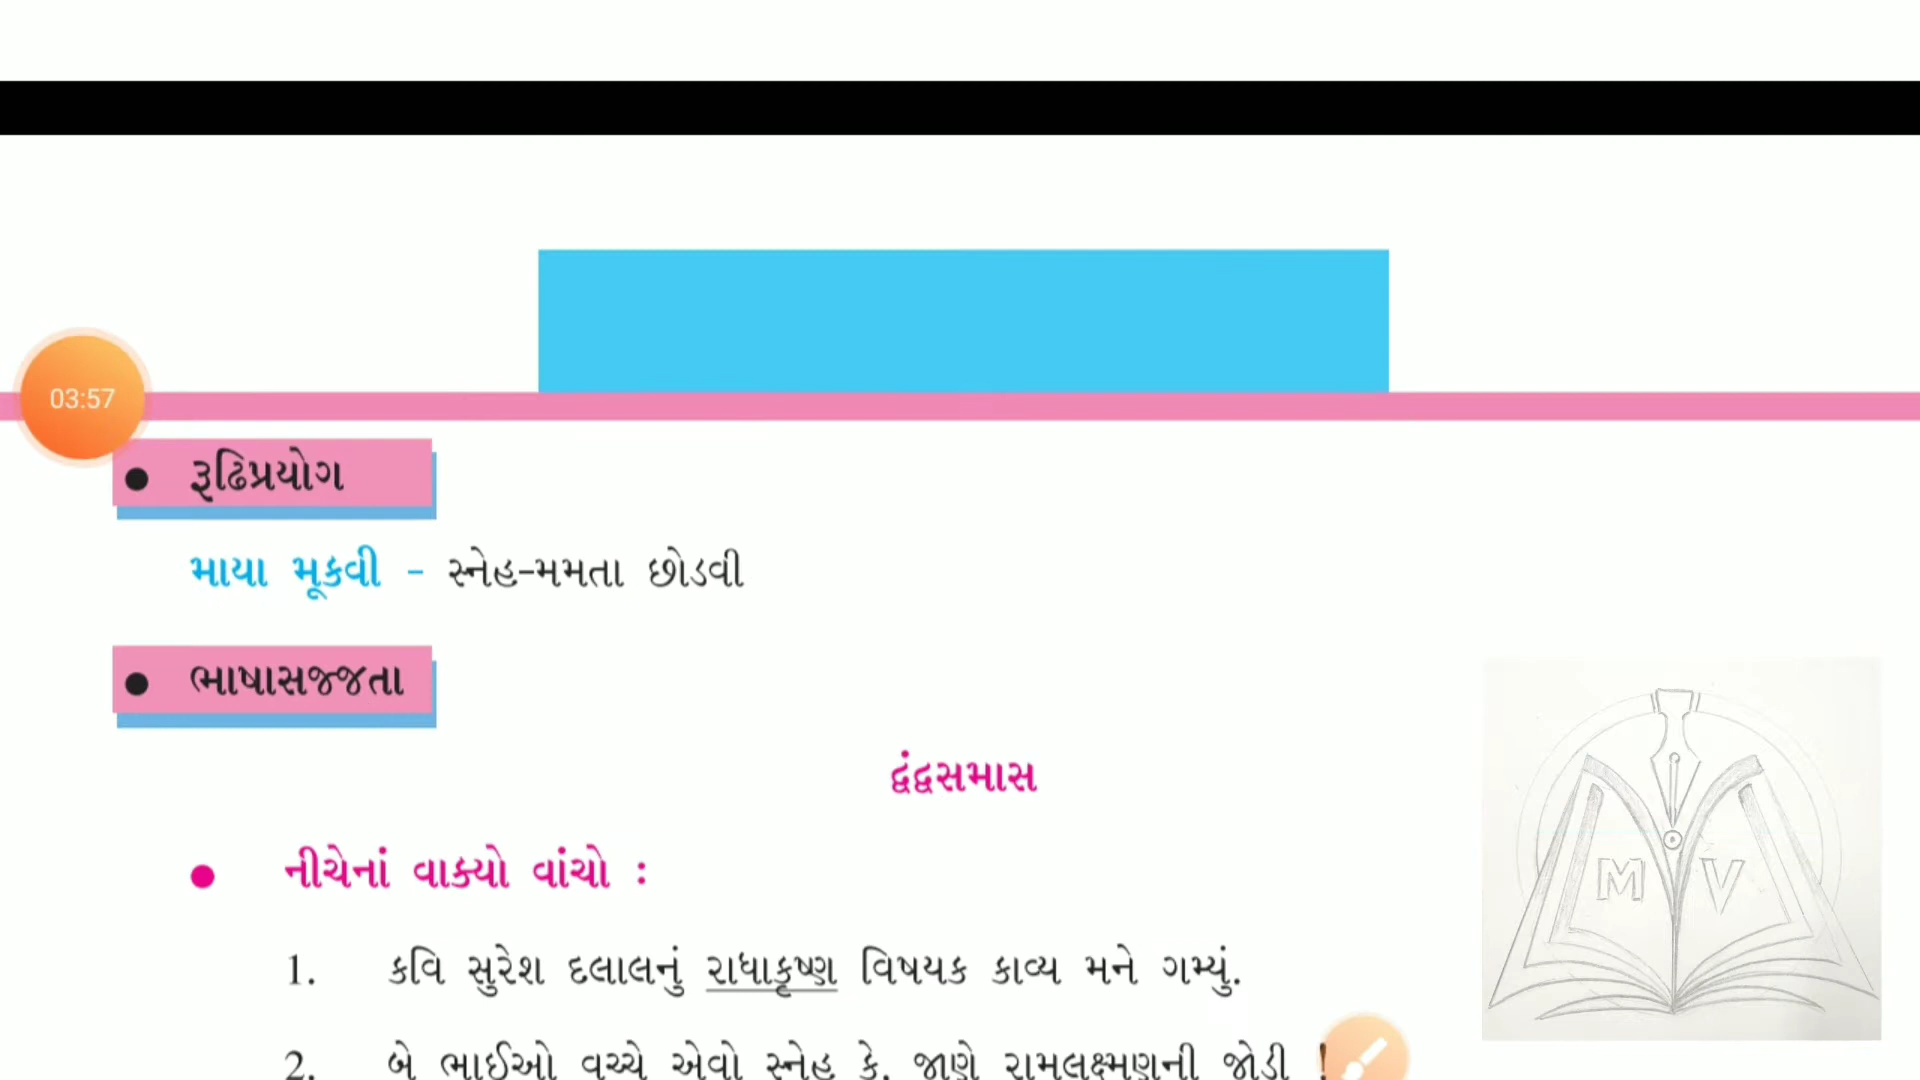 03:57
રૂઢિપ્રયોગ
માયા મૂકવી - સ્નેહ-મમતા છોડવી
ભાષાસજ્જતા
દ્વંદ્વસમાસ
નીચેનાં વાક્યો વાંચો :
1. કવિ સુરેશ દલાલનું રાધાકૃષ્ણ વિષયક કાવ્ય મને ગમ્યું.
2. બે ભાઈઓ વચ્ચે એવો સ્નેહ કે, જાણે રામલક્ષ્મણની જોડી !
M V